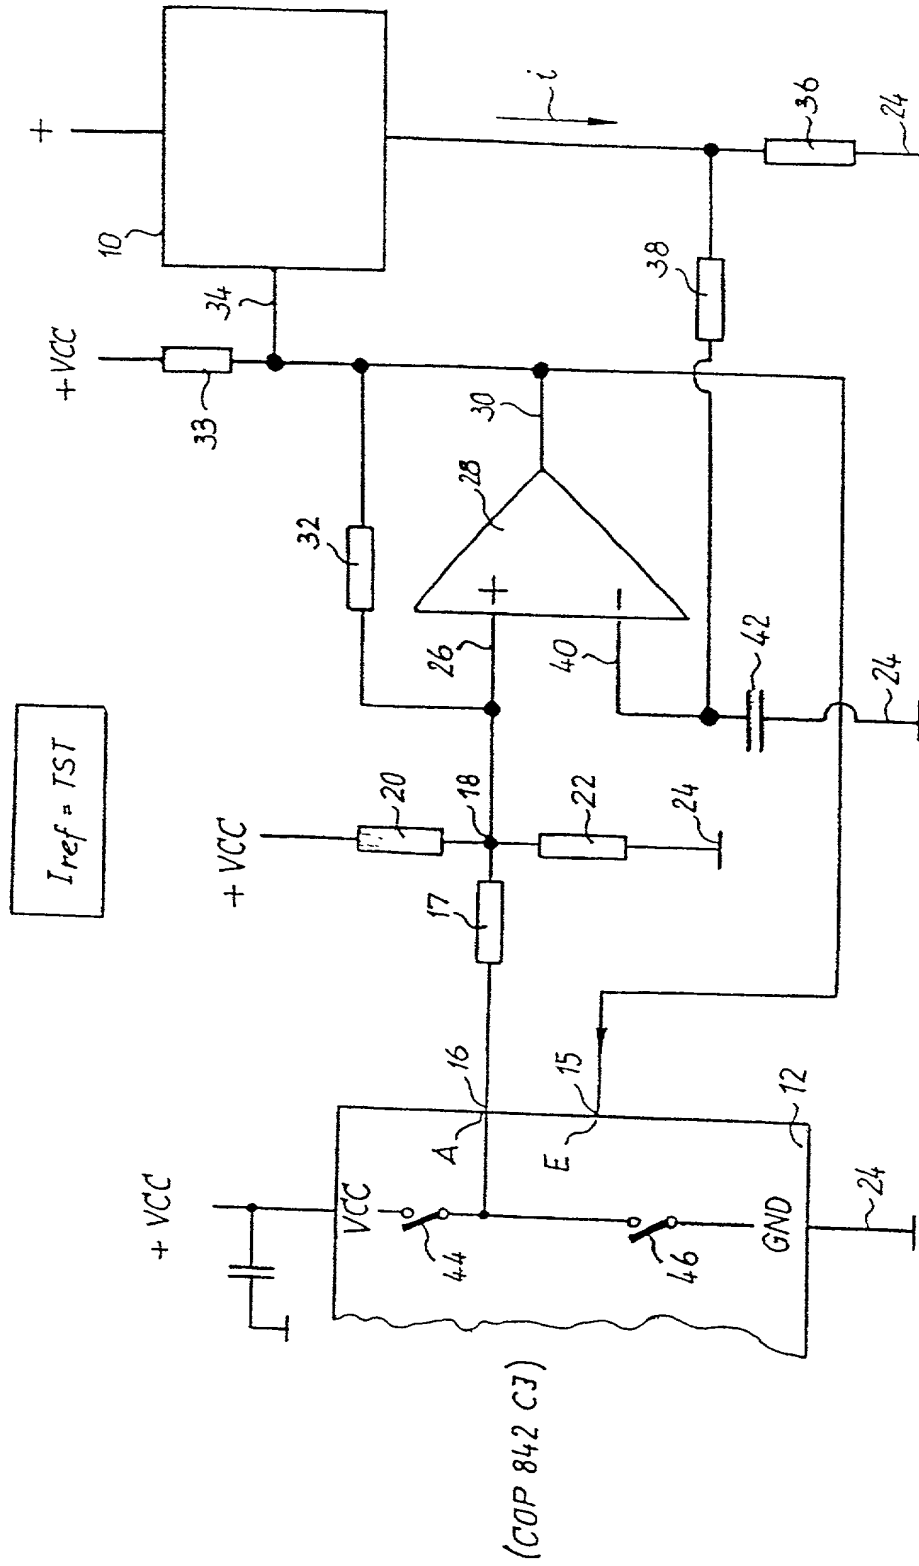 Iref = TST
+
+VCC
10
+VCC
+VCC
33
34
i
32
VCC
20
44
A
16
17
18
26
+
28
30
(COP 842 CJ)
E
15
22
40
−
38
46
24
42
36
GND
12
24
24
24